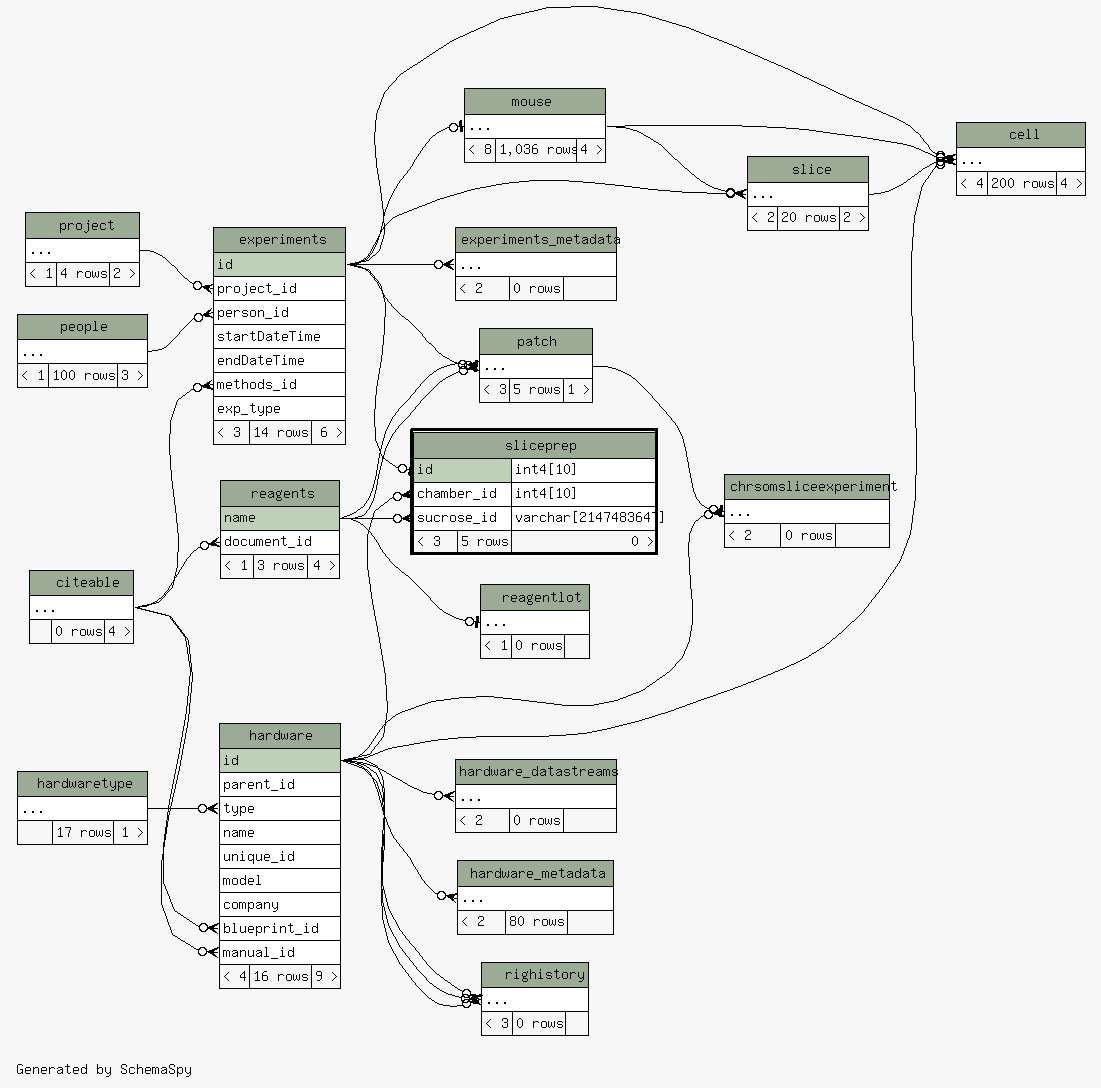 mouse
...
< 8 1,036 rows 4 >
cell
...
< 4 200 rows 4 >
slice
...
< 2 20 rows 2 >
project
...
< 1 4 rows 2 >
experiments
id
project_id
person_id
startDateTime
endDateTime
methods_id
exp_type
< 3 14 rows 6 >
experiments_metadata
...
< 2 0 rows
people
...
< 1 100 rows 3 >
patch
...
< 3 5 rows 1 >
sliceprep
id int4[10]
chamber_id int4[10]
sucrose_id varchar[2147483647]
< 3 5 rows 0 >
reagents
name
document_id
< 1 3 rows 4 >
chrsomsliceexperiment
...
< 2 0 rows
citeable
...
0 rows 4 >
reagentlot
...
< 1 0 rows
hardware
id
parent_id
type
name
unique_id
model
company
blueprint_id
manual_id
< 4 16 rows 9 >
hardwaretype
...
17 rows 1 >
hardware_datastreams
...
< 2 0 rows
hardware_metadata
...
< 2 80 rows
righistory
...
< 3 0 rows
Generated by SchemaSpy